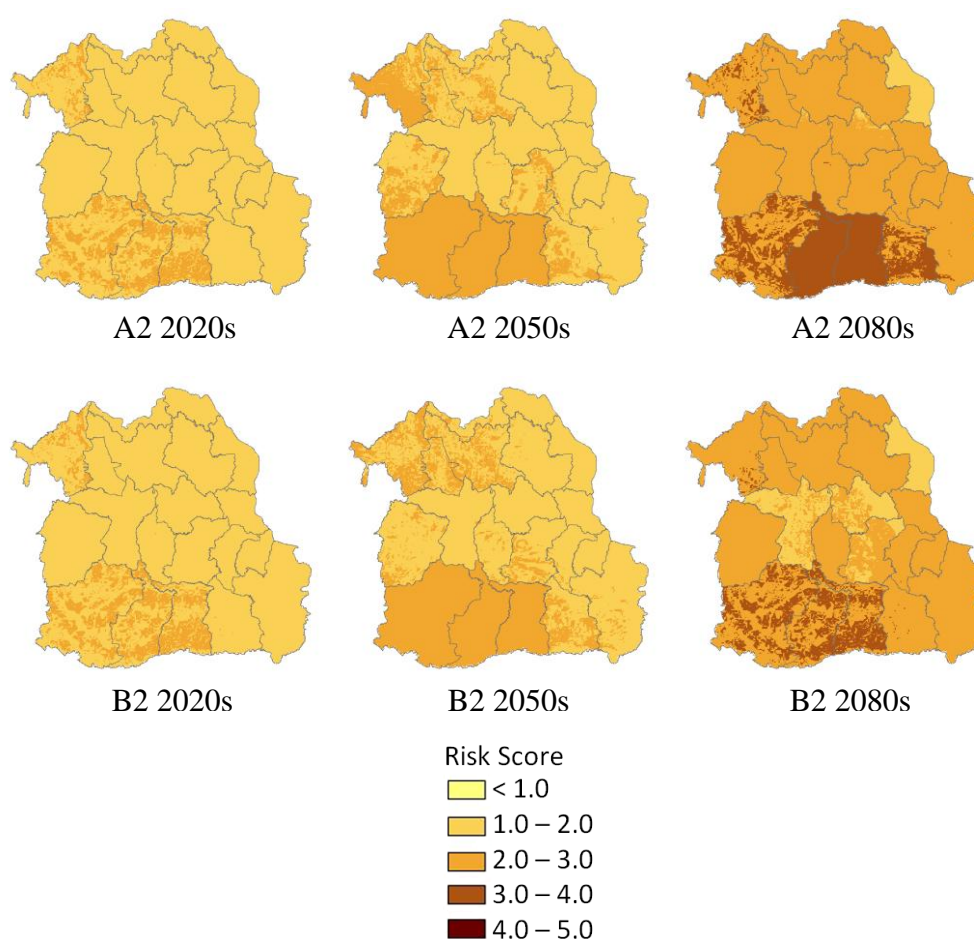 A2 2020s
A2 2050s
A2 2080s
B2 2020s
B2 2050s
B2 2080s
Risk Score
< 1.0
1.0 – 2.0
2.0 – 3.0
3.0 – 4.0
4.0 – 5.0